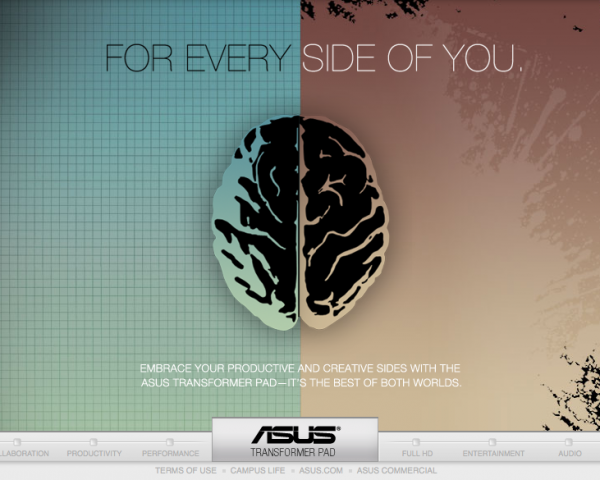 FOR EVERY SIDE OF YOU.
EMBRACE YOUR PRODUCTIVE AND CREATIVE SIDES WITH THE
ASUS TRANSFORMER PAD—IT'S THE BEST OF BOTH WORLDS.
LLABORATION PRODUCTIVITY PERFORMANCE ASUS® TRANSFORMER PAD FULL HD ENTERTAINMENT AUDIO
TERMS OF USE • CAMPUS LIFE • ASUS.COM • ASUS COMMERCIAL